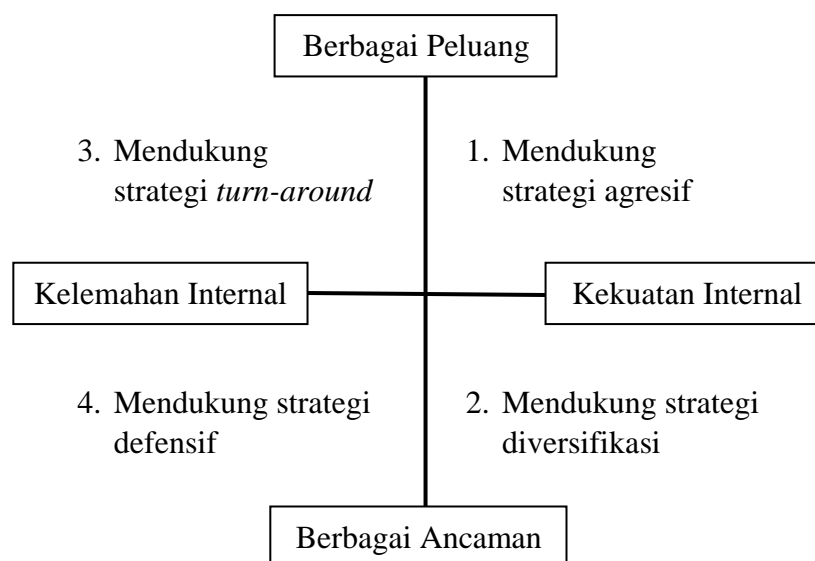 Berbagai Peluang
3. Mendukung
strategi turn-around
1. Mendukung
strategi agresif
Kelemahan Internal
Kekuatan Internal
4. Mendukung strategi
defensif
2. Mendukung strategi
diversifikasi
Berbagai Ancaman